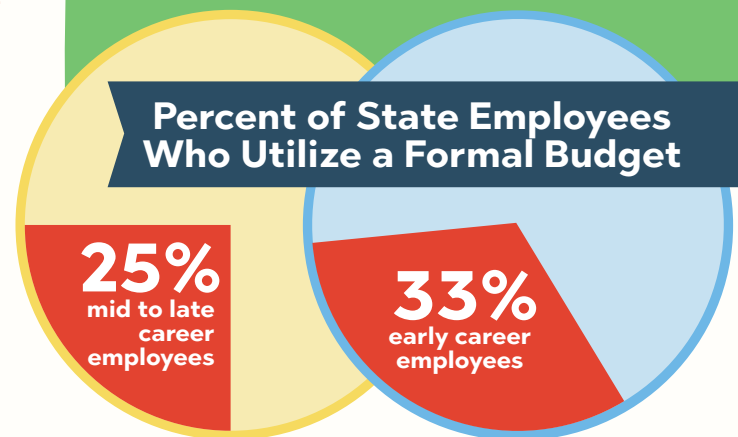 Percent of State Employees
Who Utilize a Formal Budget
25%
mid to late
career
employees
33%
early career
employees